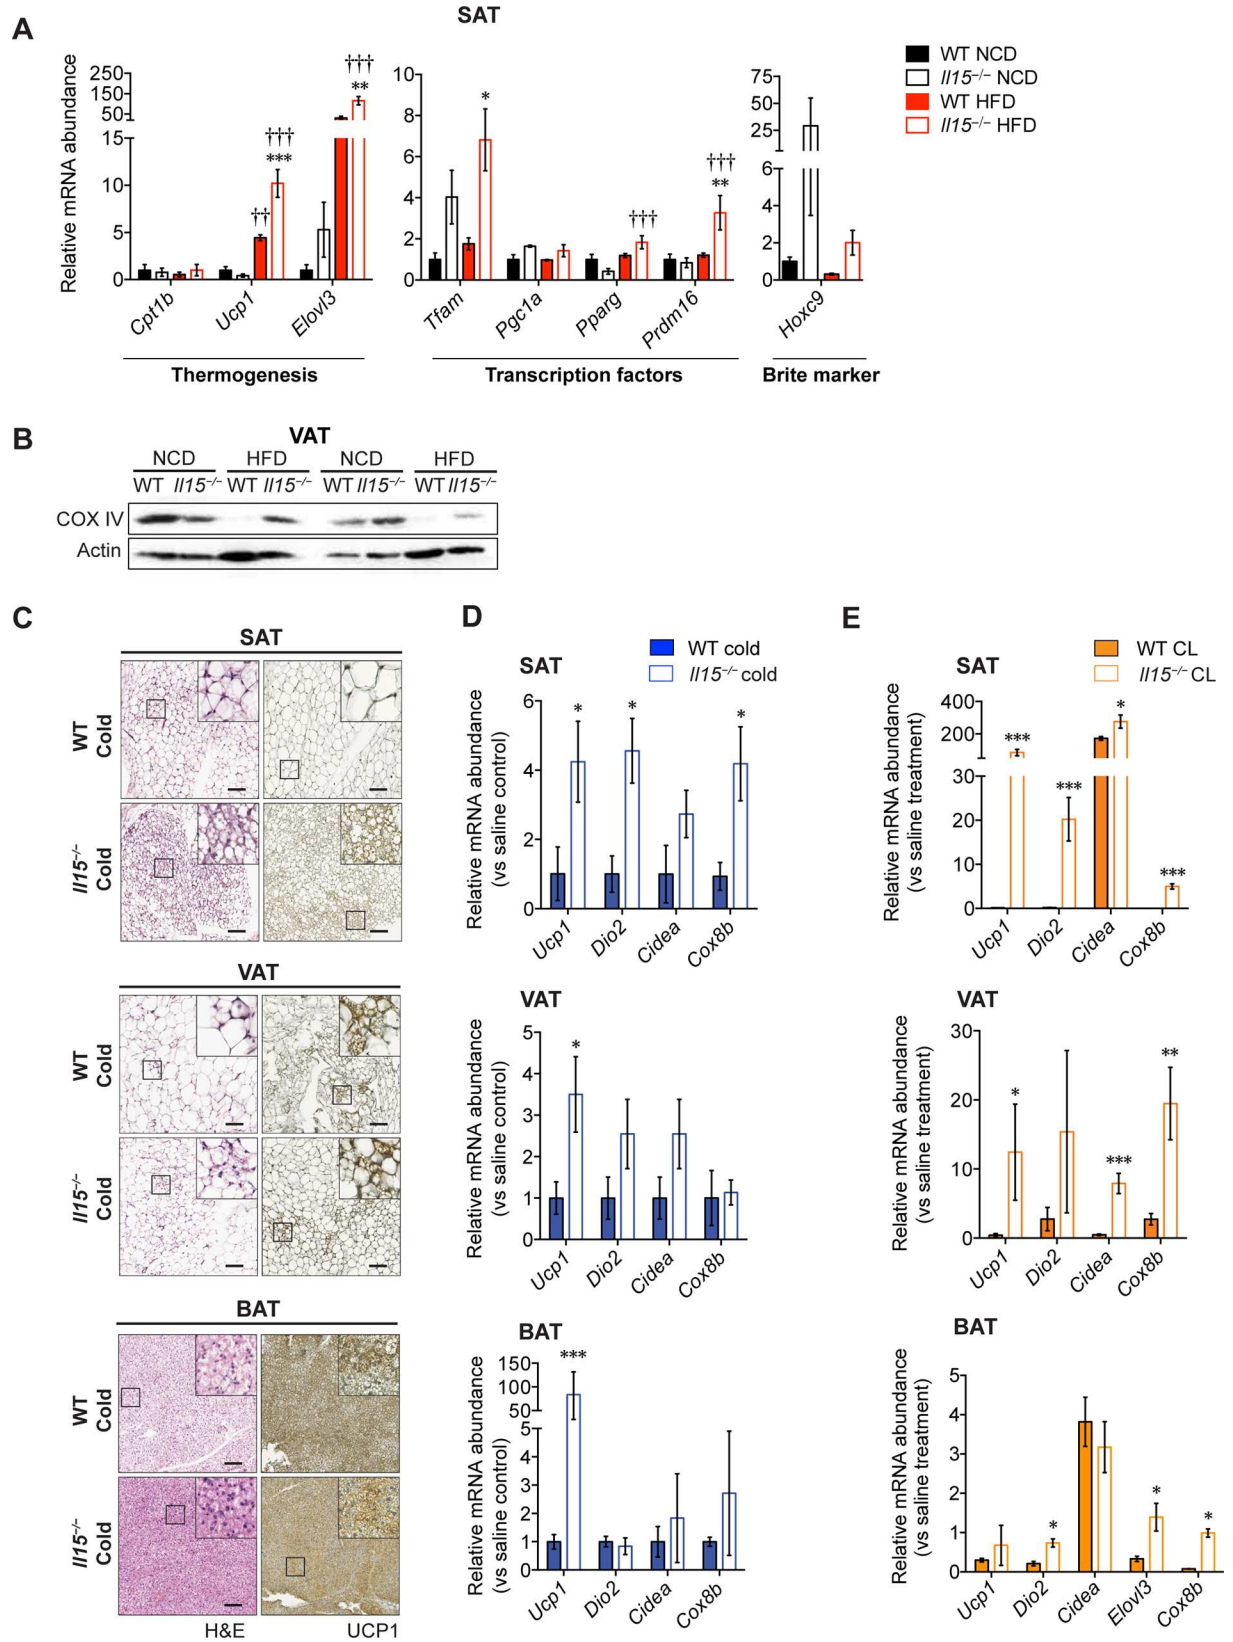 SAT
A
Relative mRNA abundance
250
150
50
15
10
5
0
†††
***
††
†††
**
Cpt1b
Ucp1
Elovl3
Thermogenesis
10
8
6
4
2
0
*
†††
†††
**
Tfam
Pgc1a
Pparg
Prdm16
Transcription factors
75
50
25
6
4
2
0
Hoxc9
Brite marker
WT NCD
Il15–/– NCD
WT HFD
Il15–/– HFD
B
VAT
NCD HFD NCD HFD
WT Il15–/– WT Il15–/– WT Il15–/– WT Il15–/–
COX IV
Actin
C
SAT
WT
Cold
Il15–/–
Cold
VAT
WT
Cold
Il15–/–
Cold
BAT
WT
Cold
Il15–/–
Cold
H&E UCP1
D
WT cold
Il15–/– cold
SAT
Relative mRNA abundance
(vs saline control)
6
4
2
0
* * *
Ucp1
Dio2
Cidea
Cox8b
VAT
Relative mRNA abundance
(vs saline control)
5
4
3
2
1
0
*
Ucp1
Dio2
Cidea
Cox8b
BAT
Relative mRNA abundance
(vs saline control)
150
100
50
5
4
3
2
1
0
***
Ucp1
Dio2
Cidea
Cox8b
E
WT CL
Il15–/– CL
SAT
Relative mRNA abundance
(vs saline treatment)
400
200
30
20
10
0
***
***
*
***
Ucp1
Dio2
Cidea
Cox8b
VAT
Relative mRNA abundance
(vs saline treatment)
30
20
10
0
*
***
**
Ucp1
Dio2
Cidea
Cox8b
BAT
Relative mRNA abundance
(vs saline treatment)
5
4
3
2
1
0
*
*
*
Ucp1
Dio2
Cidea
Elovl3
Cox8b